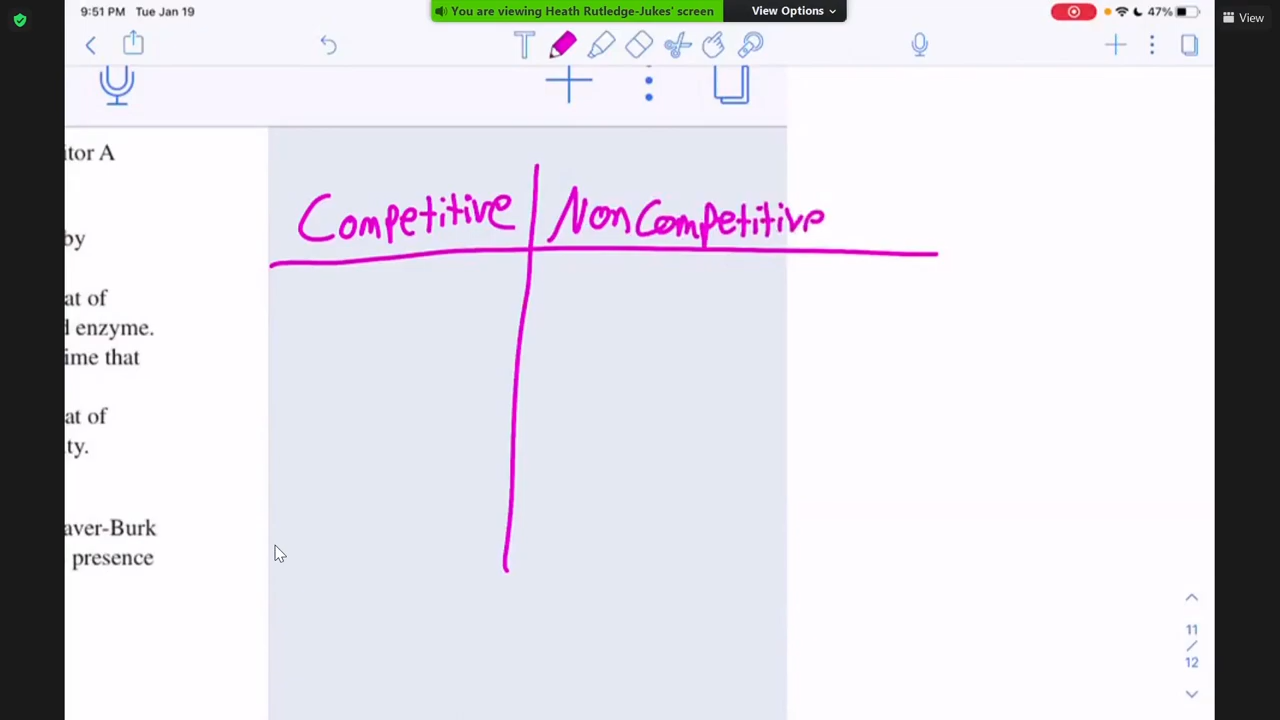 9:51 PM Tue Jan 19
You are viewing Heath Rutledge-Jukes' screen
View Options
47%
View
T
itor A
Competitive
NonCompetitive
by
at of
d enzyme.
ime that
at of
ty.
aver-Burk
presence
11
/
12